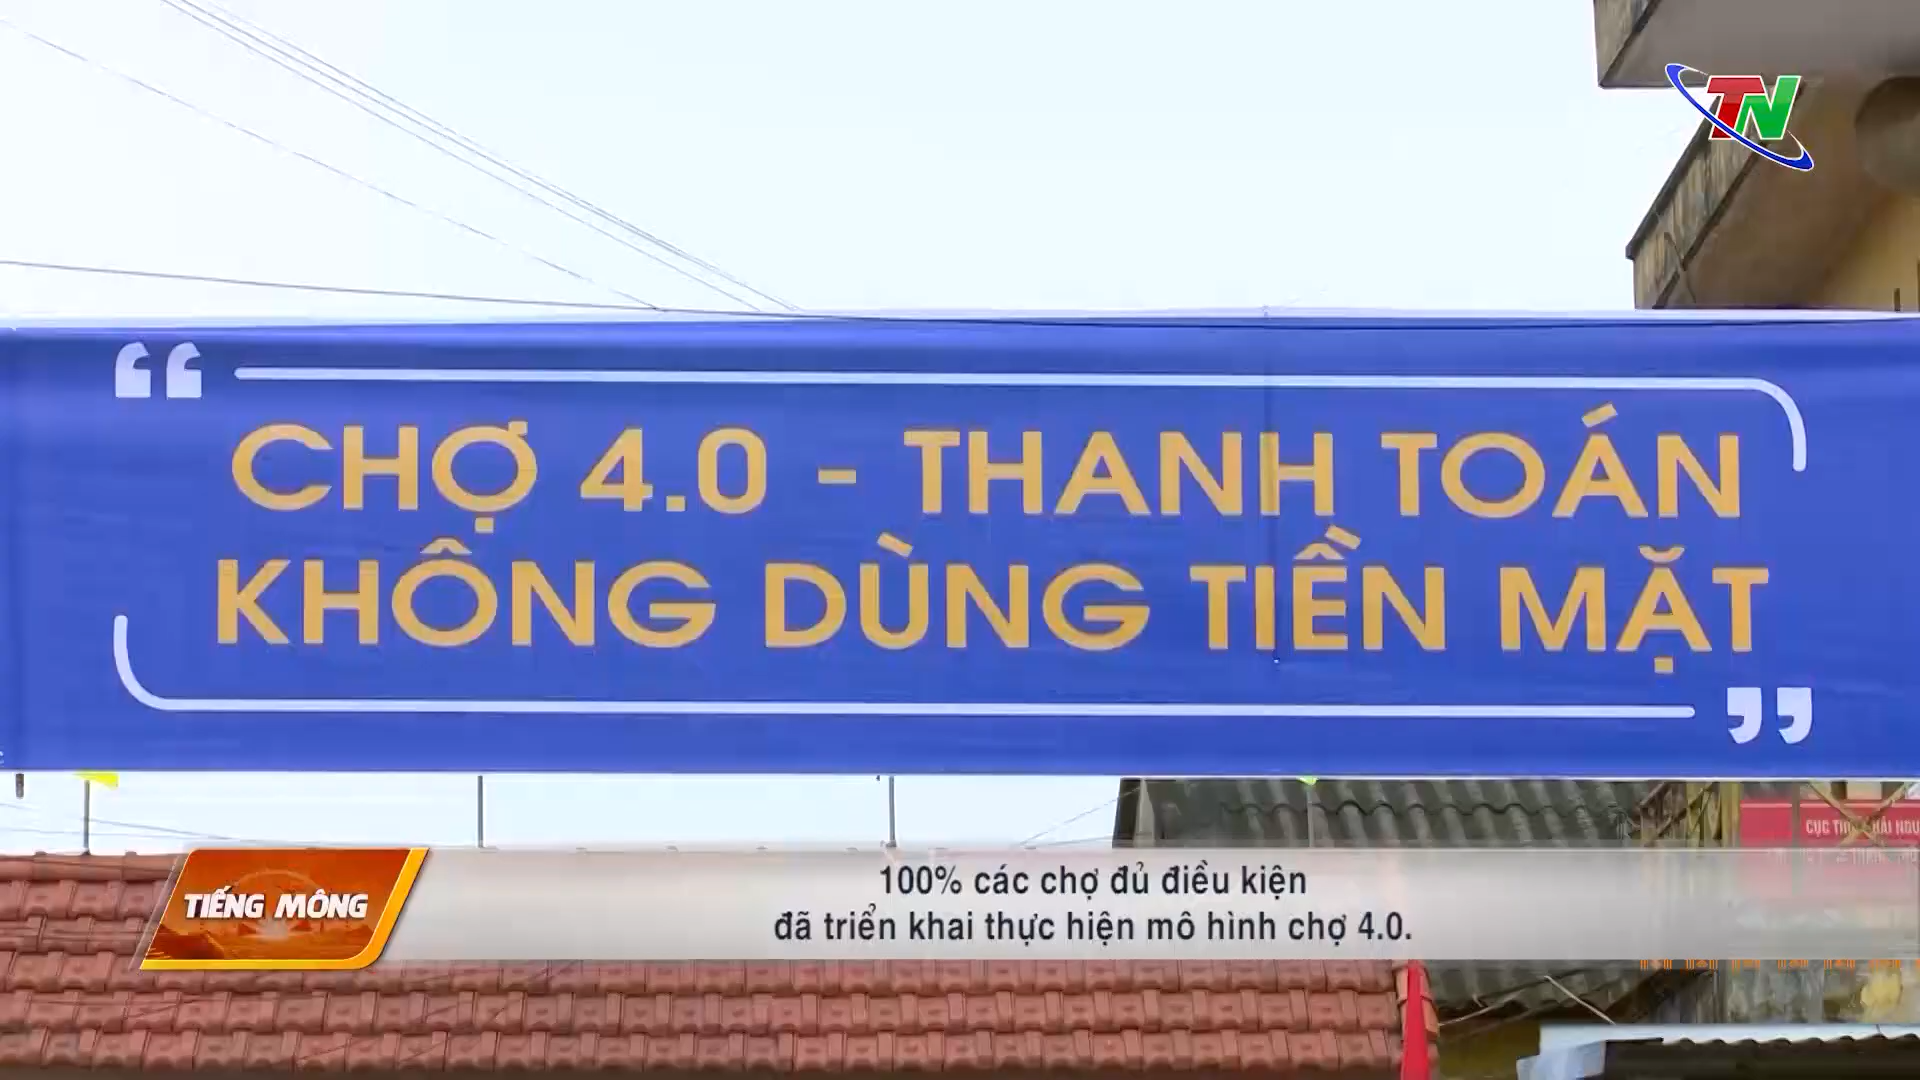 TN
“CHỢ 4.0 - THANH TOÁN
KHÔNG DÙNG TIỀN MẶT”
TIẾNG MÔNG
100% các chợ đủ điều kiện
đã triển khai thực hiện mô hình chợ 4.0.